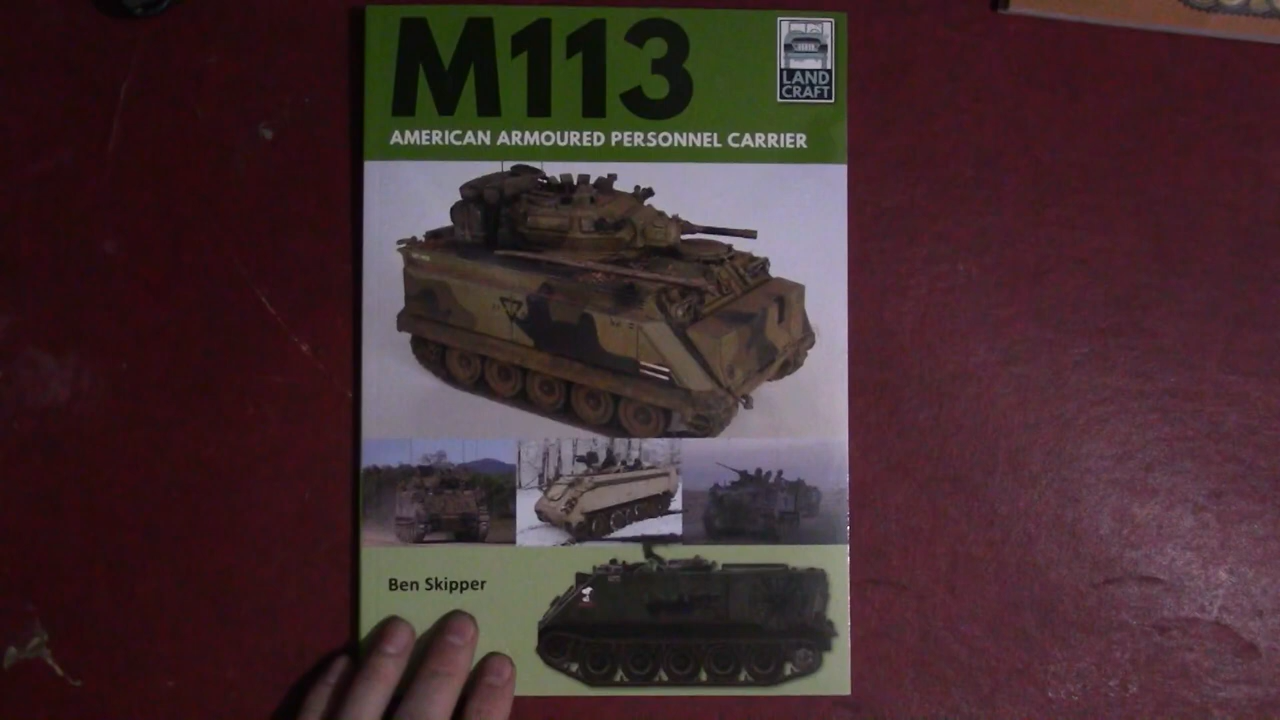 M113
LAND
CRAFT
AMERICAN ARMOURED PERSONNEL CARRIER
Ben Skipper